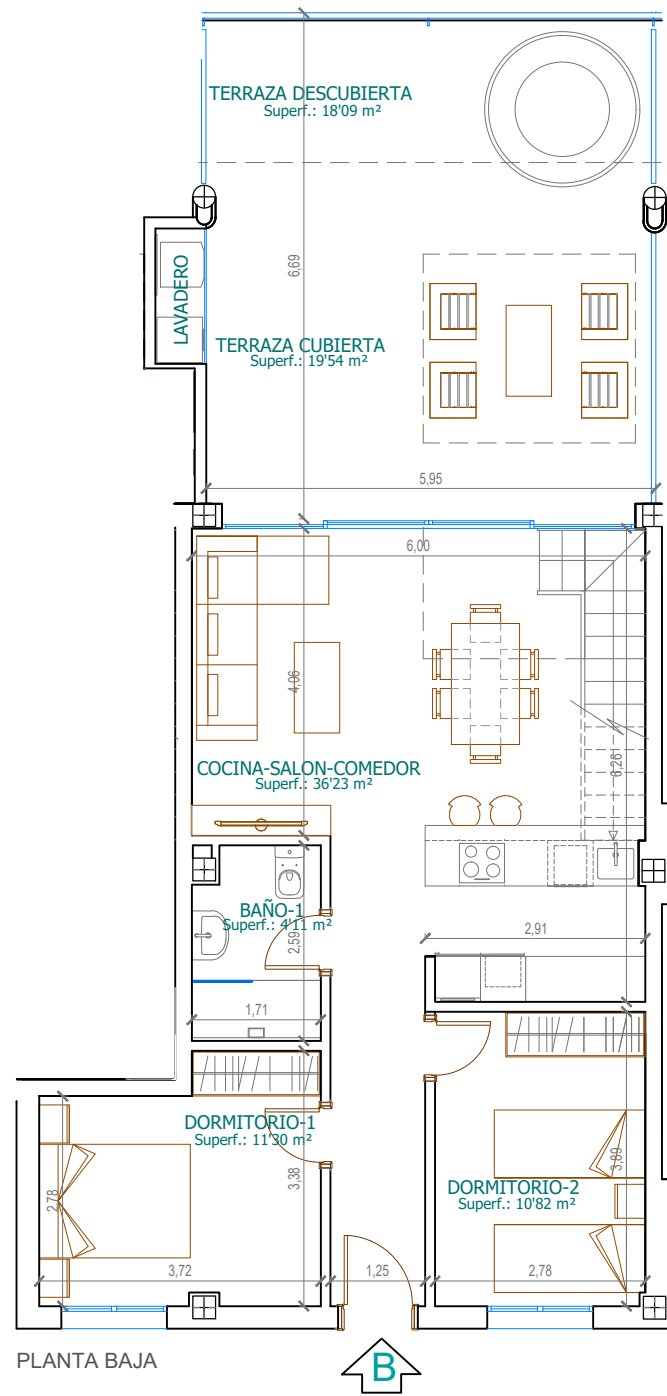 TERRAZA DESCUBIERTA
Superf.: 18'09 m²
6,69
LAVADERO
TERRAZA CUBIERTA
Superf.: 19'54 m²
5,95
6,00
4,06
6,26
COCINA-SALON-COMEDOR
Superf.: 36'23 m²
BAÑO-1
Superf.: 4'11 m²
2,59
2,91
1,71
DORMITORIO-1
Superf.: 11'30 m²
3,38
2,78
3,89
DORMITORIO-2
Superf.: 10'82 m²
3,72
1,25
2,78
PLANTA BAJA
B